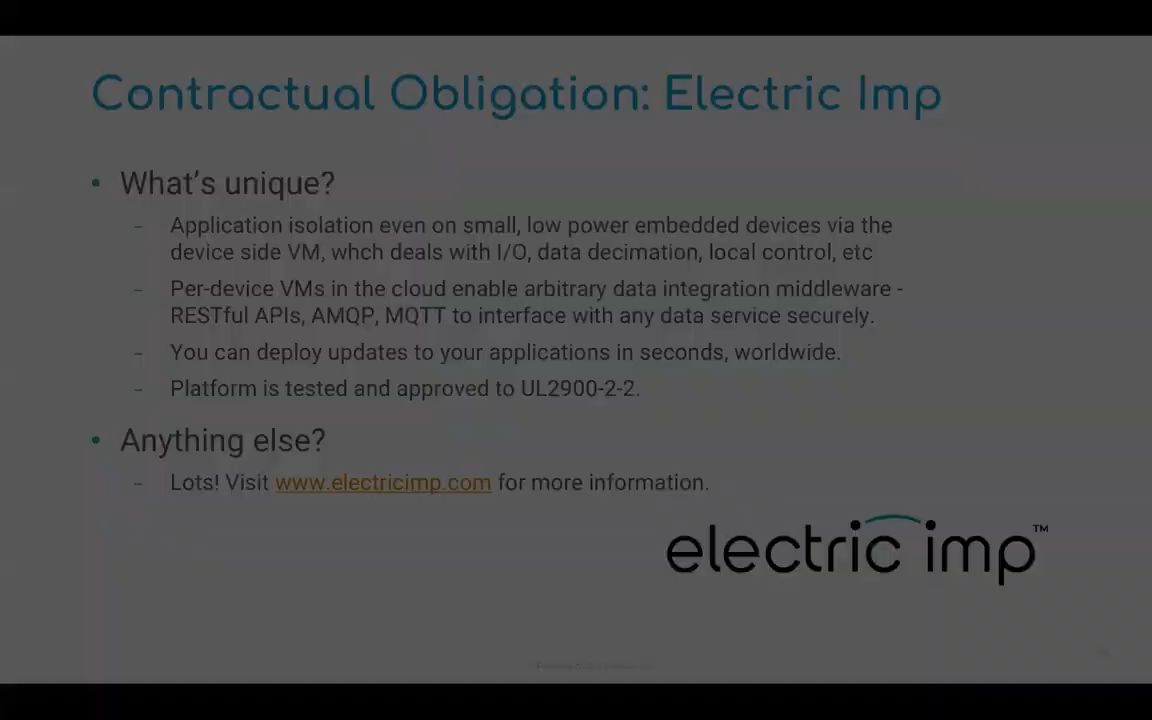 Contractual Obligation: Electric Imp
• What's unique?
- Application isolation even on small, low power embedded devices via the
device side VM, whch deals with I/O, data decimation, local control, etc
- Per-device VMs in the cloud enable arbitrary data integration middleware -
RESTful APIs, AMQP, MQTT to interface with any data service securely.
- You can deploy updates to your applications in seconds, worldwide.
- Platform is tested and approved to UL2900-2-2.
• Anything else?
- Lots! Visit www.electricimp.com for more information.
electric imp™